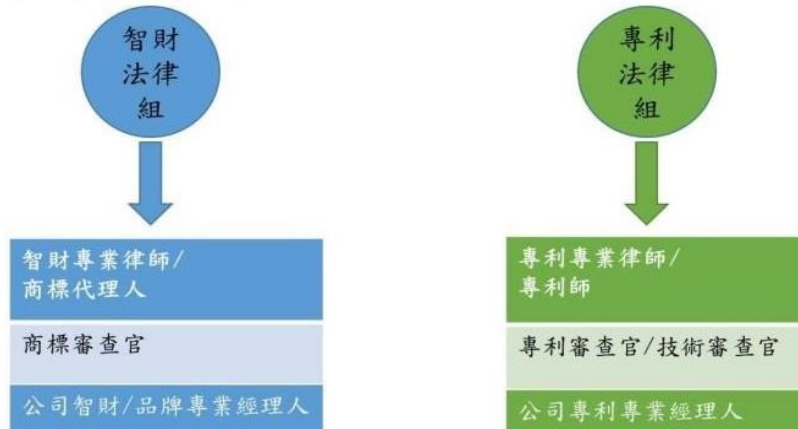 智財
法律
組
智財專業律師/
商標代理人
商標審查官
公司智財/品牌專業經理人
專利
法律
組
專利專業律師/
專利師
專利審查官/技術審查官
公司專利專業經理人